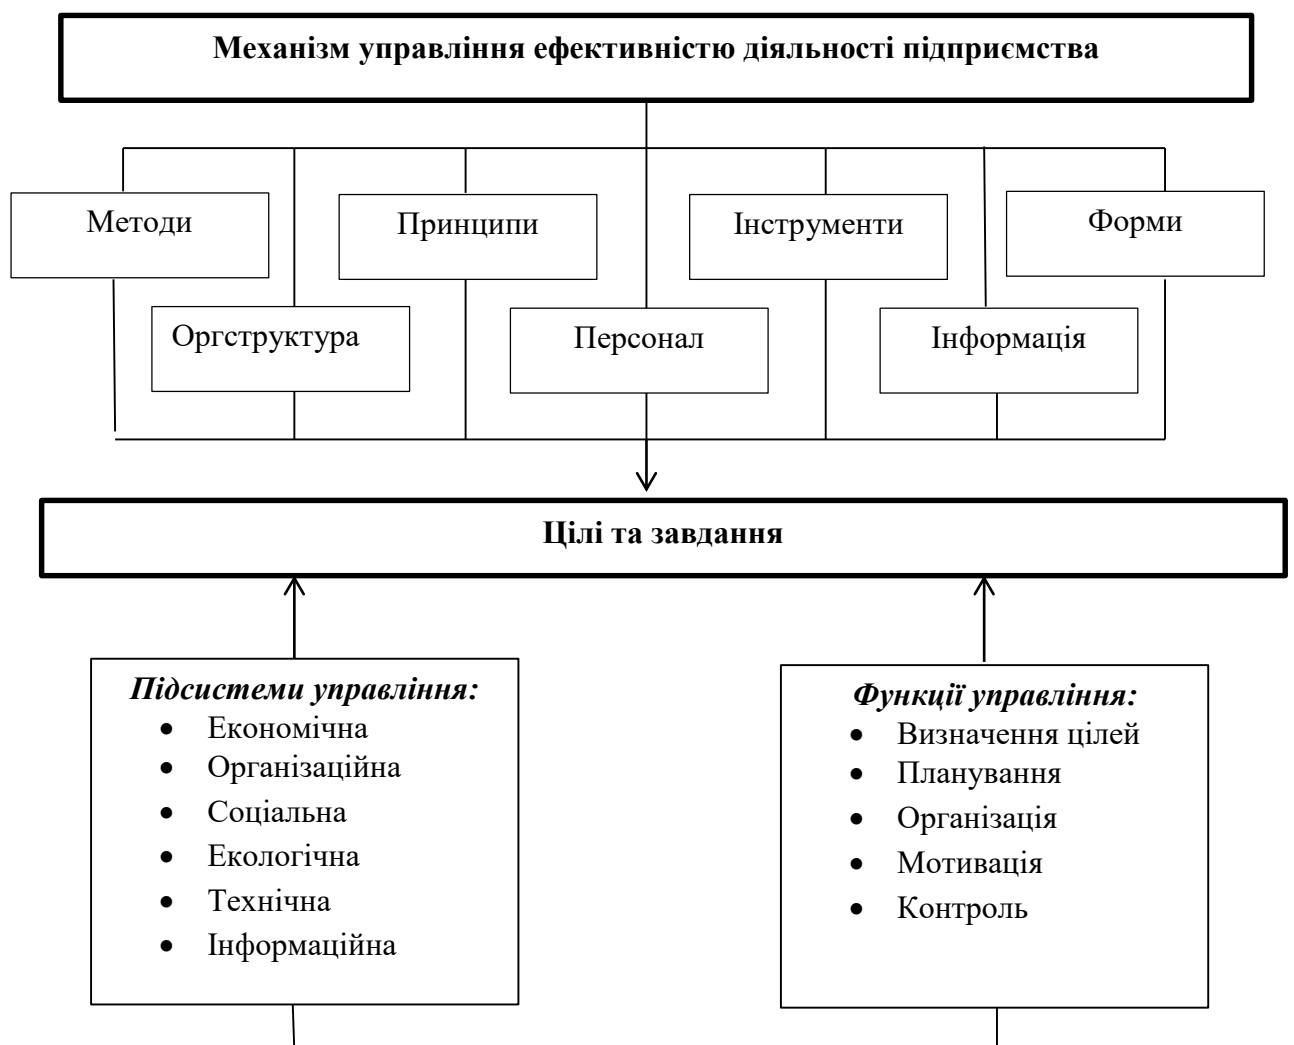 Механізм управління ефективністю діяльності підприємства
Методи
Принципи
Інструменти
Форми
Оргструктура
Персонал
Інформація
Цілі та завдання
Підсистеми управління:
• Економічна
• Організаційна
• Соціальна
• Екологічна
• Технічна
• Інформаційна
Функції управління:
• Визначення цілей
• Планування
• Організація
• Мотивація
• Контроль